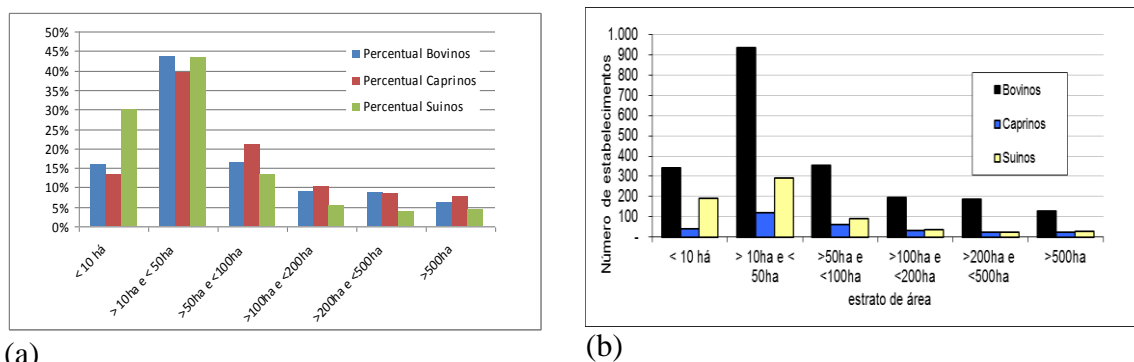 50%
45%
40%
35%
30%
25%
20%
15%
10%
5%
0%
Percentual Bovinos
Percentual Caprinos
Percentual Suinos
< 10 há
> 10ha e < 50ha
>50ha e <100ha
>100ha e <200ha
>200ha e <500ha
>500ha
(a)
Número de estabelecimentos
1.000
900
800
700
600
500
400
300
200
100
-
Bovinos
Caprinos
Suinos
< 10 há
> 10ha e <
50ha
>50ha e
<100ha
>100ha e
<200ha
>200ha e
<500ha
>500ha
estrato de área
(b)